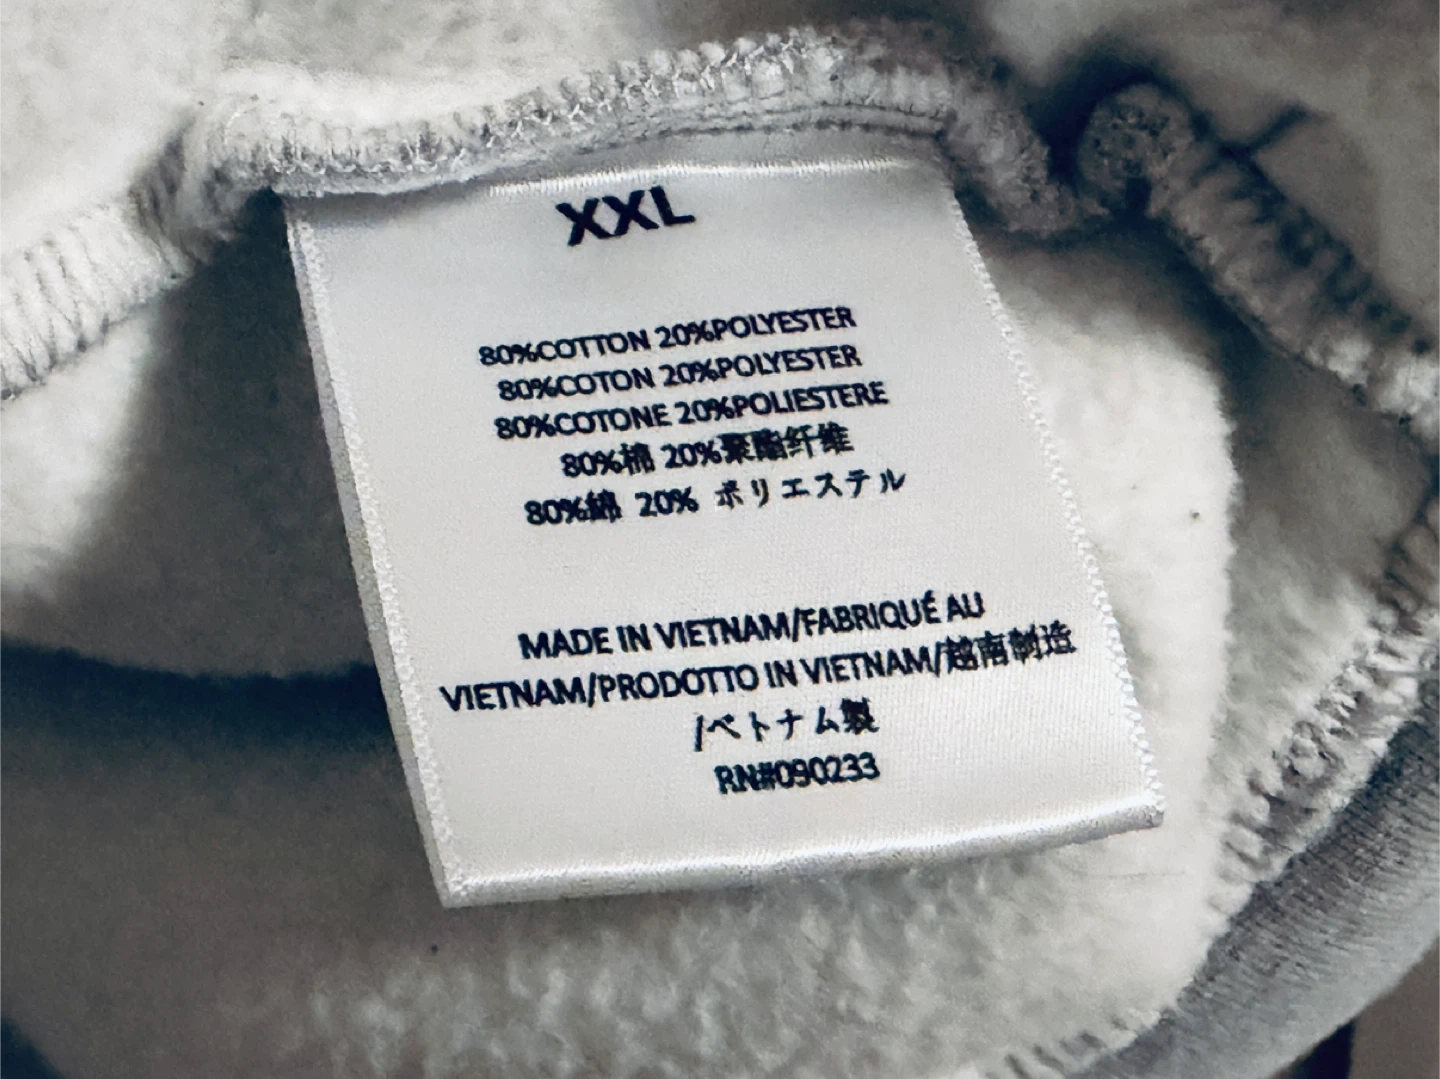 XXL
80%COTTON 20%POLYESTER
80%COTON 20%POLYESTER
80%COTONE 20%POLIESTERE
80%棉 20%聚酯纤维
80%綿 20% ポリエステル
MADE IN VIETNAM/FABRIQUÉ AU
VIETNAM/PRODOTTO IN VIETNAM/越南制造
/ベトナム製
RN#090233